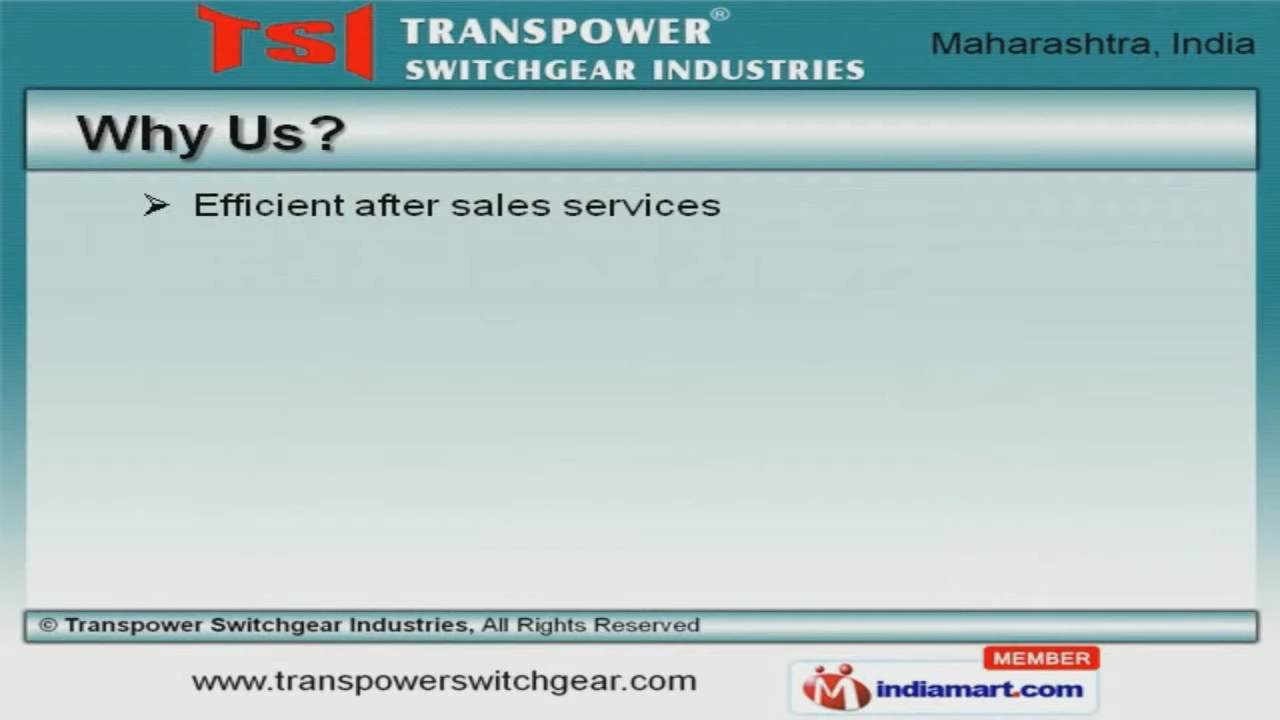 TSI
TRANSPOWER®
SWITCHGEAR INDUSTRIES
Maharashtra, India
Why Us?
➢ Efficient after sales services
© Transpower Switchgear Industries, All Rights Reserved
www.transpowerswitchgear.com
MEMBER
indiamart.com